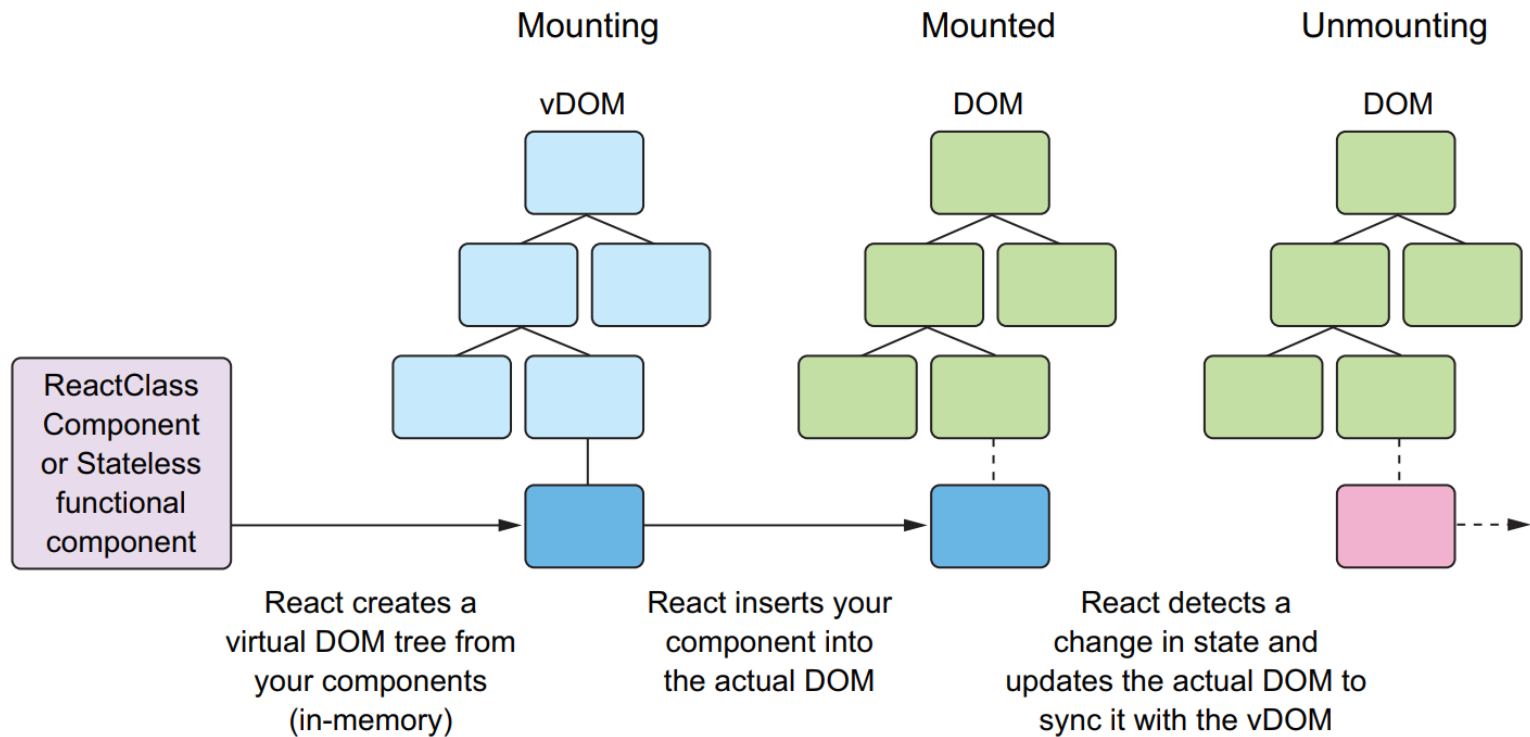 Mounting
Mounted
Unmounting
vDOM
DOM
DOM
ReactClass
Component
or Stateless
functional
component
React creates a
virtual DOM tree from
your components
(in-memory)
React inserts your
component into
the actual DOM
React detects a
change in state and
updates the actual DOM to
sync it with the vDOM